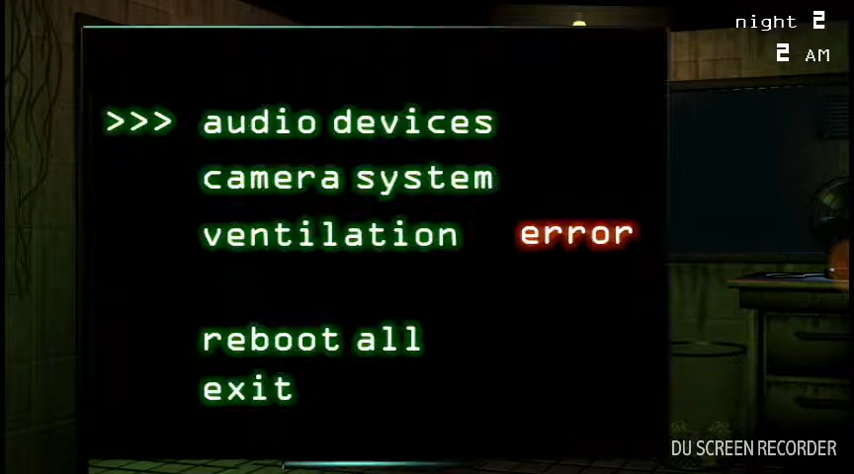 night 2
2 AM
>>> audio devices
camera system
ventilation error
reboot all
exit
DU SCREEN RECORDER